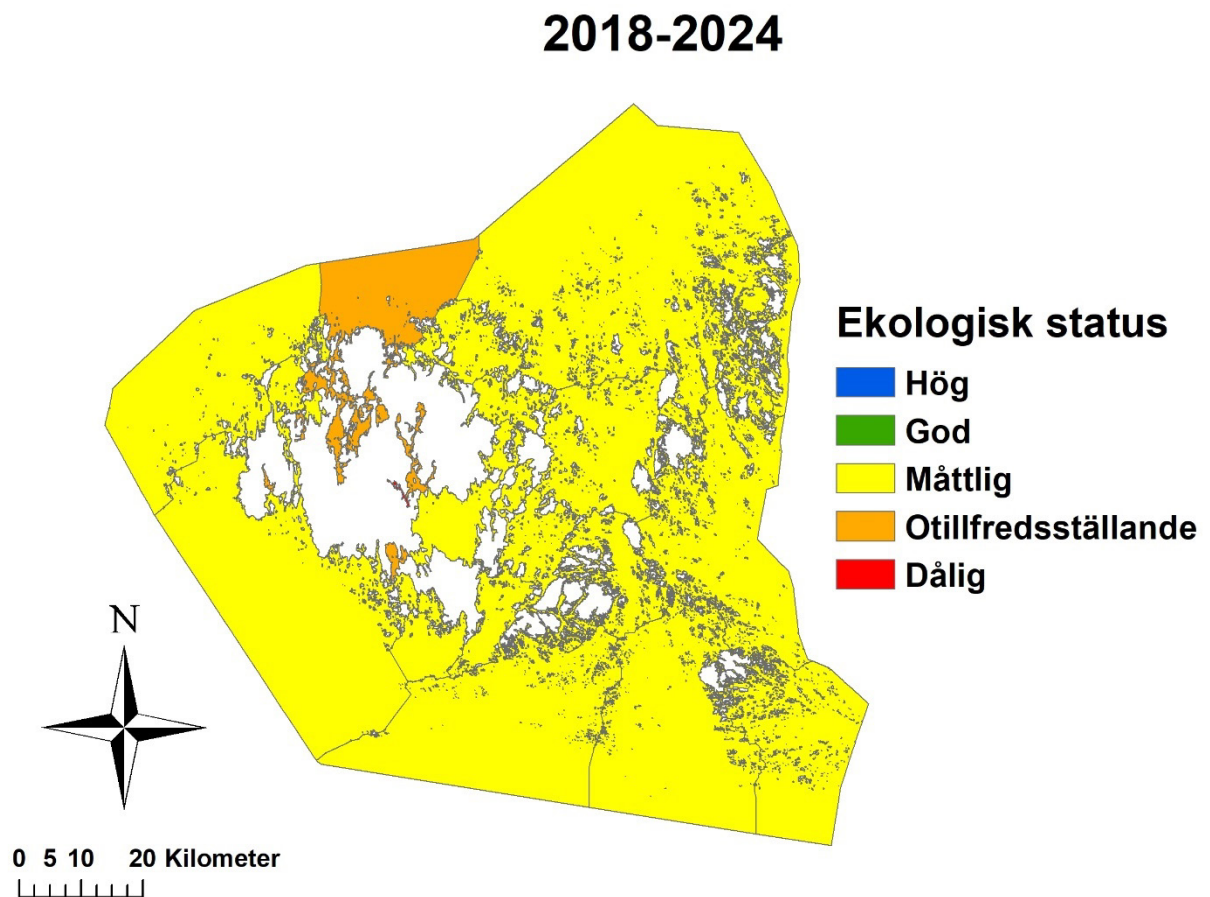 2018-2024
Ekologisk status
Hög
God
Måttlig
Otillfredsställande
Dålig
N
0 5 10 20 Kilometer